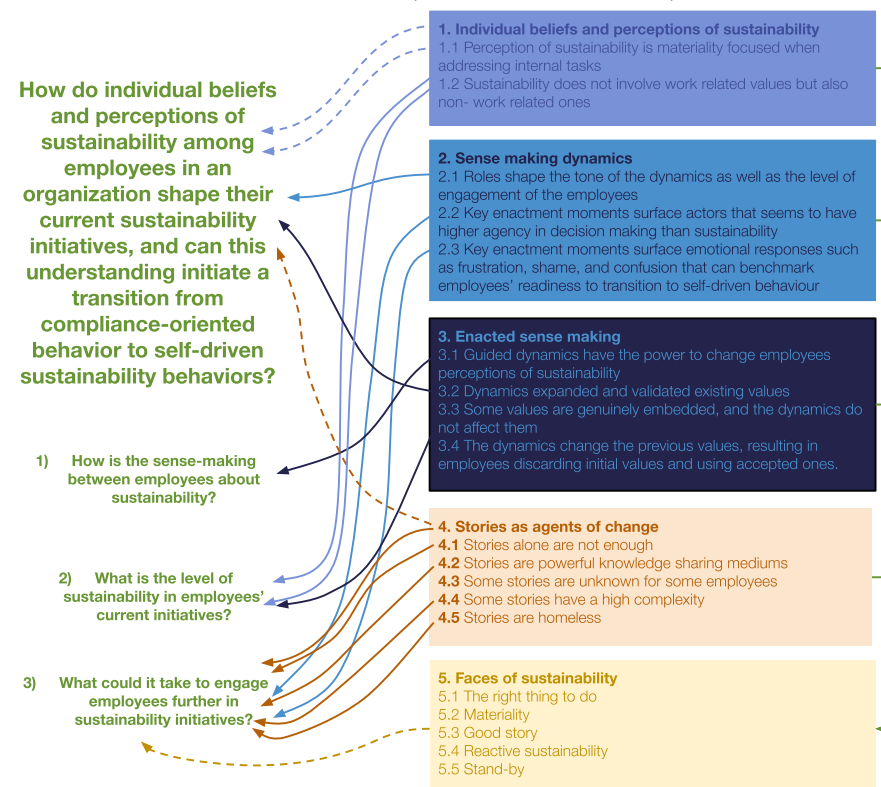 How do individual beliefs
and perceptions of
sustainability among
employees in an
organization shape their
current sustainability
initiatives, and can this
understanding initiate a
transition from
compliance-oriented
behavior to self-driven
sustainability behaviors?
1) How is the sense-making
between employees about
sustainability?
2) What is the level of
sustainability in employees’
current initiatives?
3) What could it take to engage
employees further in
sustainability initiatives?
1. Individual beliefs and perceptions of sustainability
1.1 Perception of sustainability is materiality focused when
addressing internal tasks
1.2 Sustainability does not involve work related values but also
non- work related ones
2. Sense making dynamics
2.1 Roles shape the tone of the dynamics as well as the level of
engagement of the employees
2.2 Key enactment moments surface actors that seems to have
higher agency in decision making than sustainability
2.3 Key enactment moments surface emotional responses such
as frustration, shame, and confusion that can benchmark
employees’ readiness to transition to self-driven behaviour
3. Enacted sense making
3.1 Guided dynamics have the power to change employees
perceptions of sustainability
3.2 Dynamics expanded and validated existing values
3.3 Some values are genuinely embedded, and the dynamics do
not affect them
3.4 The dynamics change the previous values, resulting in
employees discarding initial values and using accepted ones.
4. Stories as agents of change
4.1 Stories alone are not enough
4.2 Stories are powerful knowledge sharing mediums
4.3 Some stories are unknown for some employees
4.4 Some stories have a high complexity
4.5 Stories are homeless
5. Faces of sustainability
5.1 The right thing to do
5.2 Materiality
5.3 Good story
5.4 Reactive sustainability
5.5 Stand-by